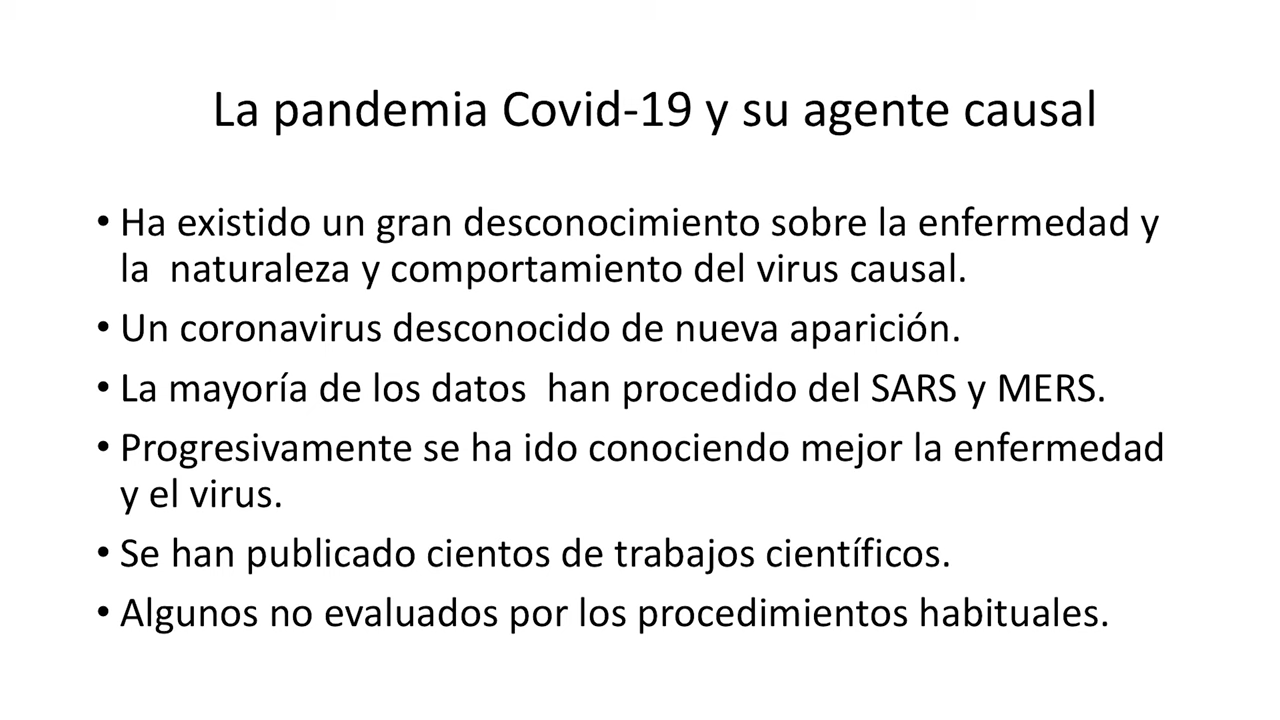 La pandemia Covid-19 y su agente causal
• Ha existido un gran desconocimiento sobre la enfermedad y
la naturaleza y comportamiento del virus causal.
• Un coronavirus desconocido de nueva aparición.
• La mayoría de los datos han procedido del SARS y MERS.
• Progresivamente se ha ido conociendo mejor la enfermedad
y el virus.
• Se han publicado cientos de trabajos científicos.
• Algunos no evaluados por los procedimientos habituales.